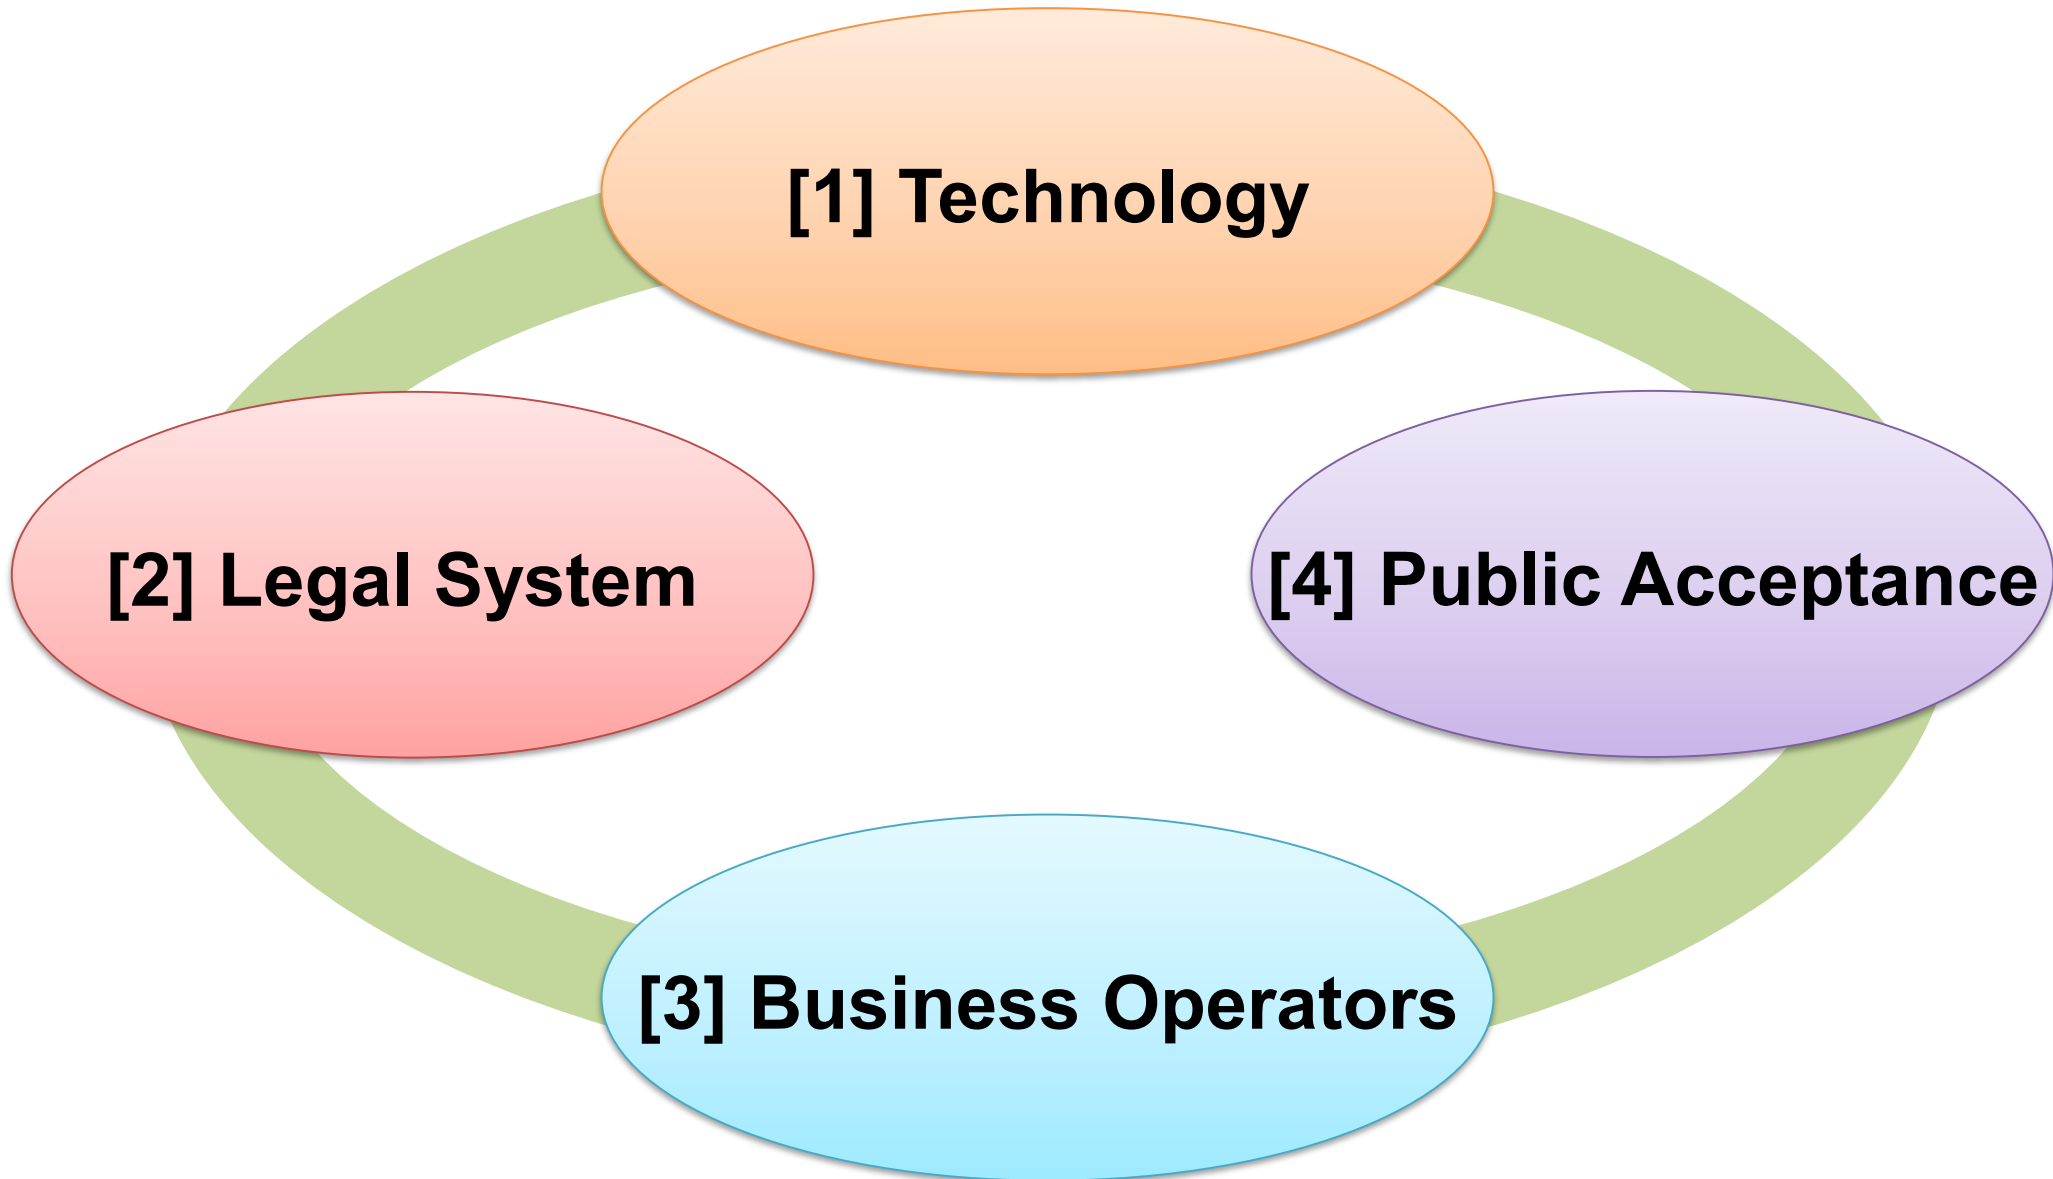 [1] Technology
[2] Legal System
[4] Public Acceptance
[3] Business Operators